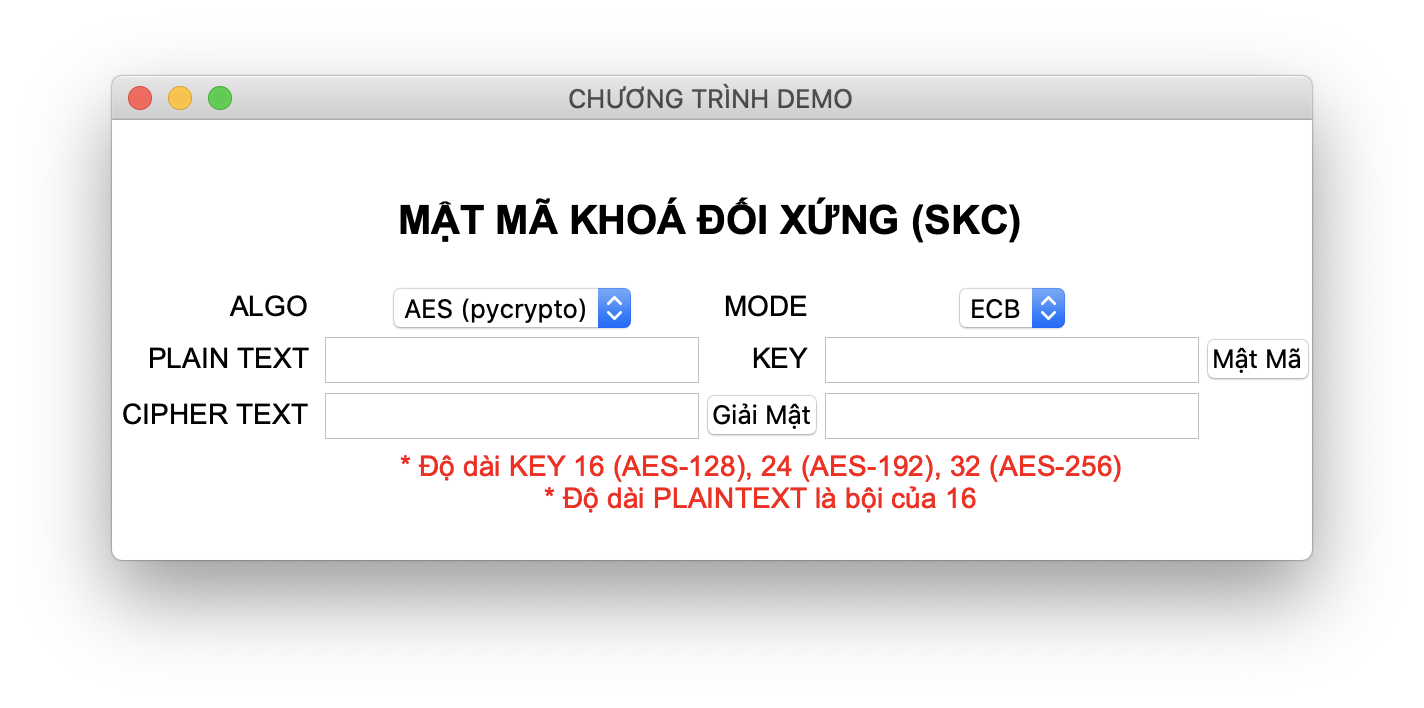 CHƯƠNG TRÌNH DEMO
MẬT MÃ KHOÁ ĐỐI XỨNG (SKC)
ALGO AES (pycrypto) MODE ECB
PLAIN TEXT KEY Mật Mã
CIPHER TEXT Giải Mật
* Độ dài KEY 16 (AES-128), 24 (AES-192), 32 (AES-256)
* Độ dài PLAINTEXT là bội của 16